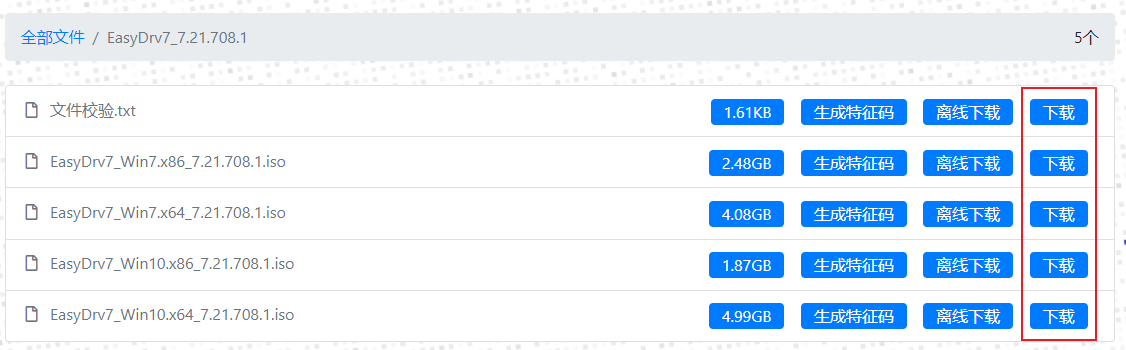 全部文件 / EasyDrv7_7.21.708.1 5个
文件校验.txt 1.61KB 生成特征码 离线下载 下载
EasyDrv7_Win7.x86_7.21.708.1.iso 2.48GB 生成特征码 离线下载 下载
EasyDrv7_Win7.x64_7.21.708.1.iso 4.08GB 生成特征码 离线下载 下载
EasyDrv7_Win10.x86_7.21.708.1.iso 1.87GB 生成特征码 离线下载 下载
EasyDrv7_Win10.x64_7.21.708.1.iso 4.99GB 生成特征码 离线下载 下载